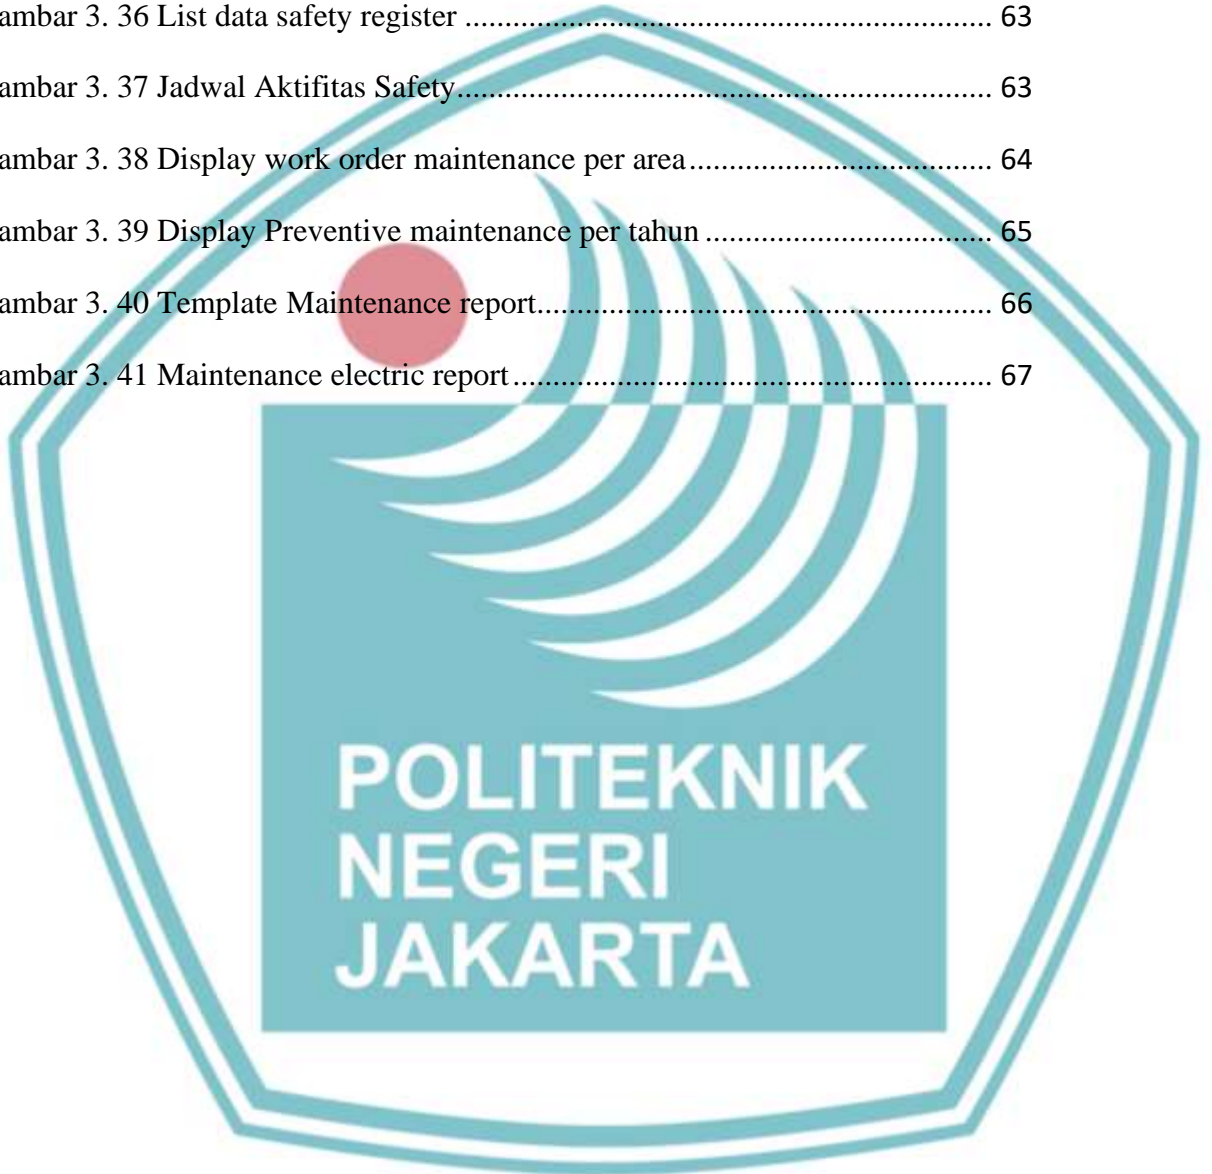 ambar 3. 36 List data safety register ........................................................................... 63
ambar 3. 37 Jadwal Aktifitas Safety............................................................................ 63
ambar 3. 38 Display work order maintenance per area........................................... 64
ambar 3. 39 Display Preventive maintenance per tahun ......................................... 65
ambar 3. 40 Template Maintenance report................................................................ 66
ambar 3. 41 Maintenance electric report .................................................................... 67
POLITEKNIK
NEGERI
JAKARTA